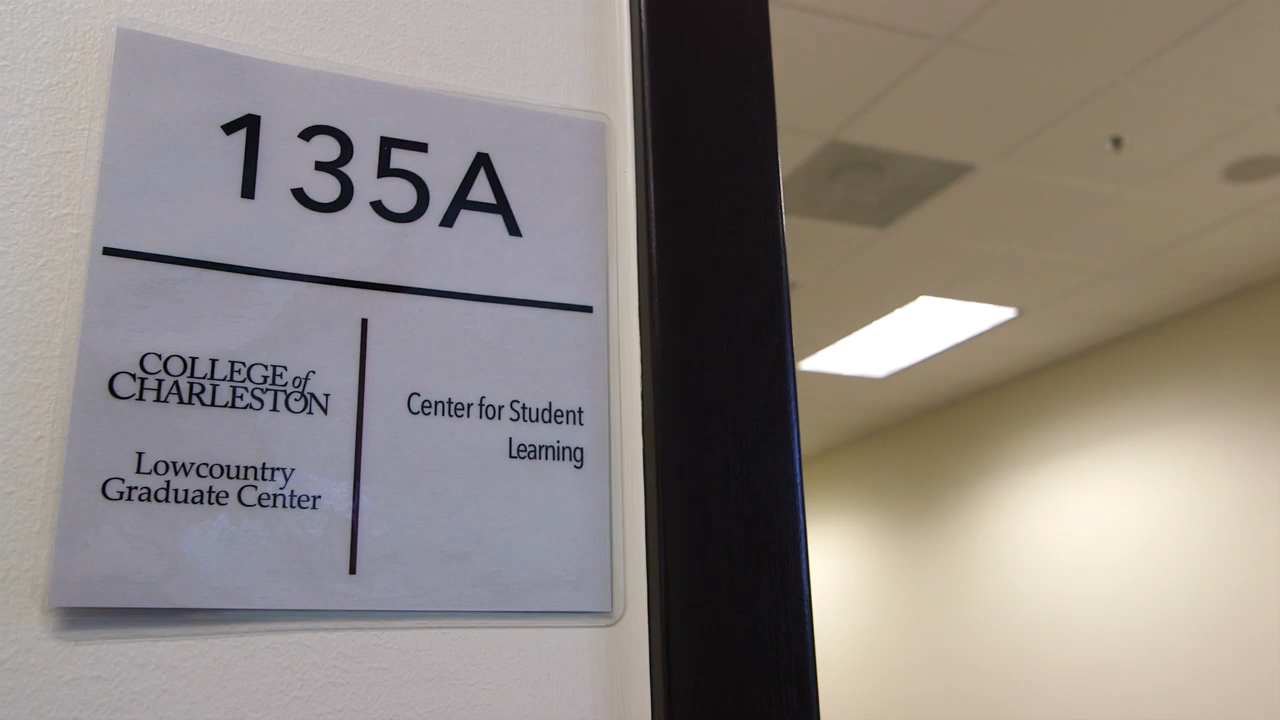 135A
COLLEGE of
CHARLESTON
Lowcountry
Graduate Center
Center for Student
Learning